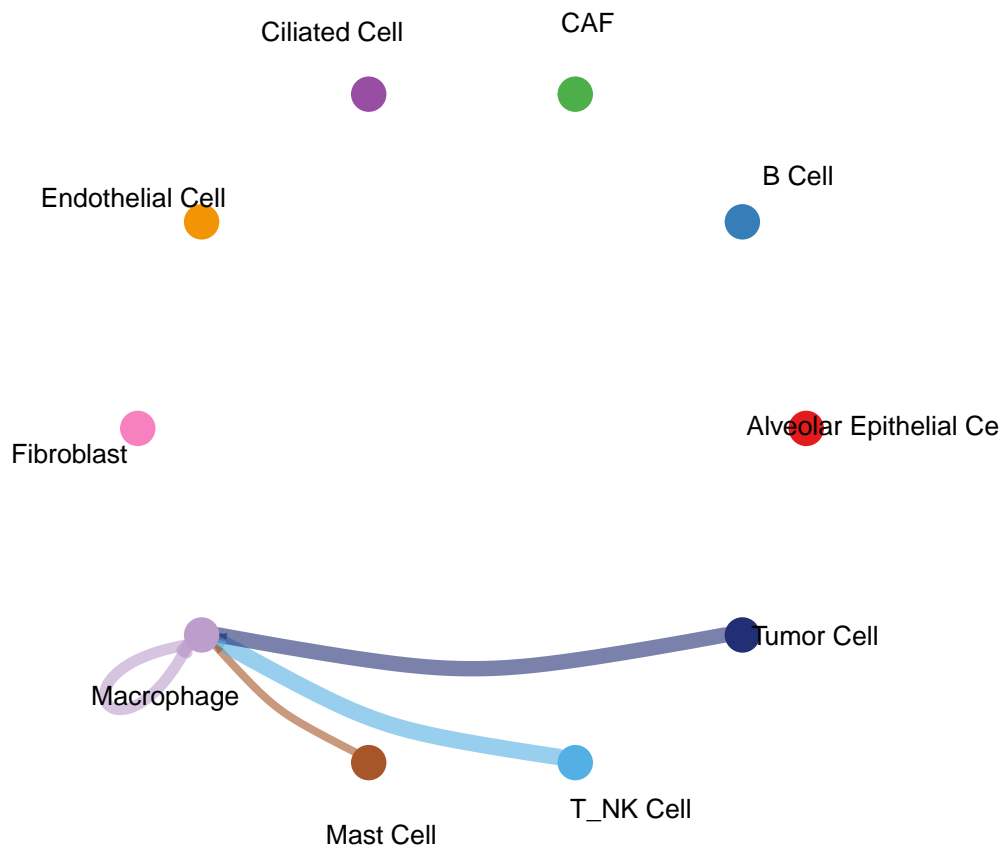 CAF
Ciliated Cell
B Cell
Endothelial Cell
Alveolar Epithelial Ce
Fibroblast
Tumor Cell
Macrophage
T_NK Cell
Mast Cell